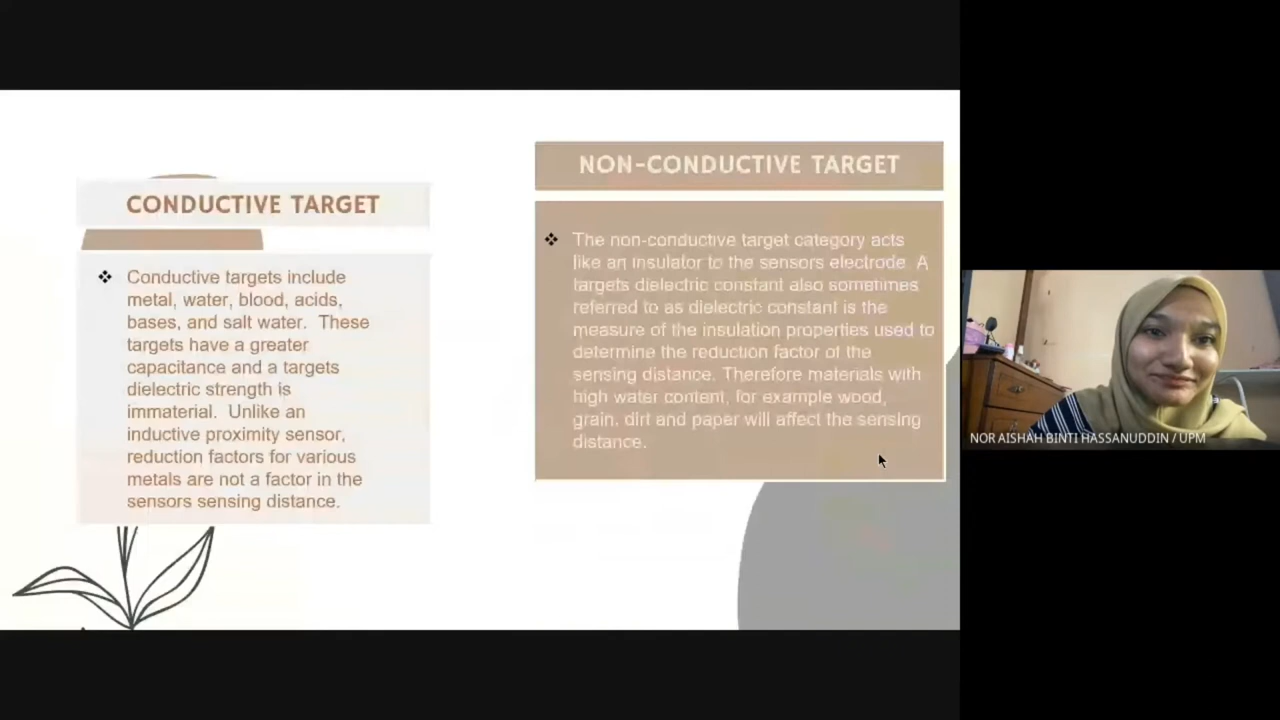 CONDUCTIVE TARGET
Conductive targets include
metal, water, blood, acids,
bases, and salt water.  These
targets have a greater
capacitance and a targets
dielectric strength is
immaterial.  Unlike an
inductive proximity sensor,
reduction factors for various
metals are not a factor in the
sensors sensing distance.
NON-CONDUCTIVE TARGET
The non-conductive target category acts
like an insulator to the sensors electrode. A
targets dielectric constant also sometimes
referred to as dielectric constant is the
measure of the insulation properties used to
determine the reduction factor of the
sensing distance. Therefore materials with
high water content, for example wood,
grain, dirt and paper will affect the sensing
distance.
NOR AISHAH BINTI HASSANUDDIN / UPM